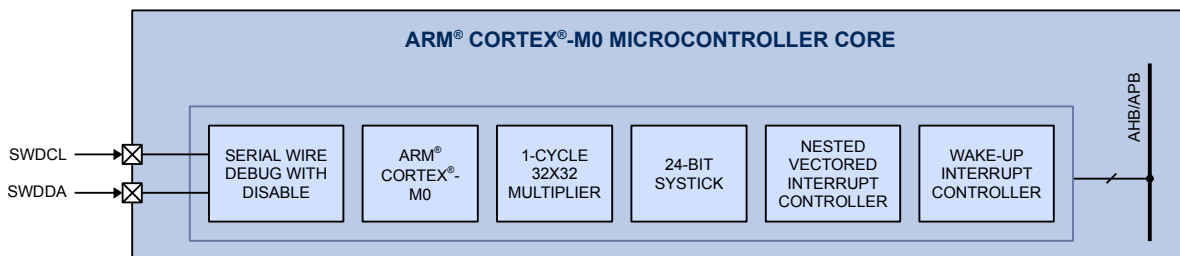 ARM® CORTEX®-M0 MICROCONTROLLER CORE
SWDCL
SWDDA
SERIAL WIRE
DEBUG WITH
DISABLE
ARM®
CORTEX®-
M0
1-CYCLE
32X32
MULTIPLIER
24-BIT
SYSTICK
NESTED
VECTORED
INTERRUPT
CONTROLLER
WAKE-UP
INTERRUPT
CONTROLLER
AHB/APB